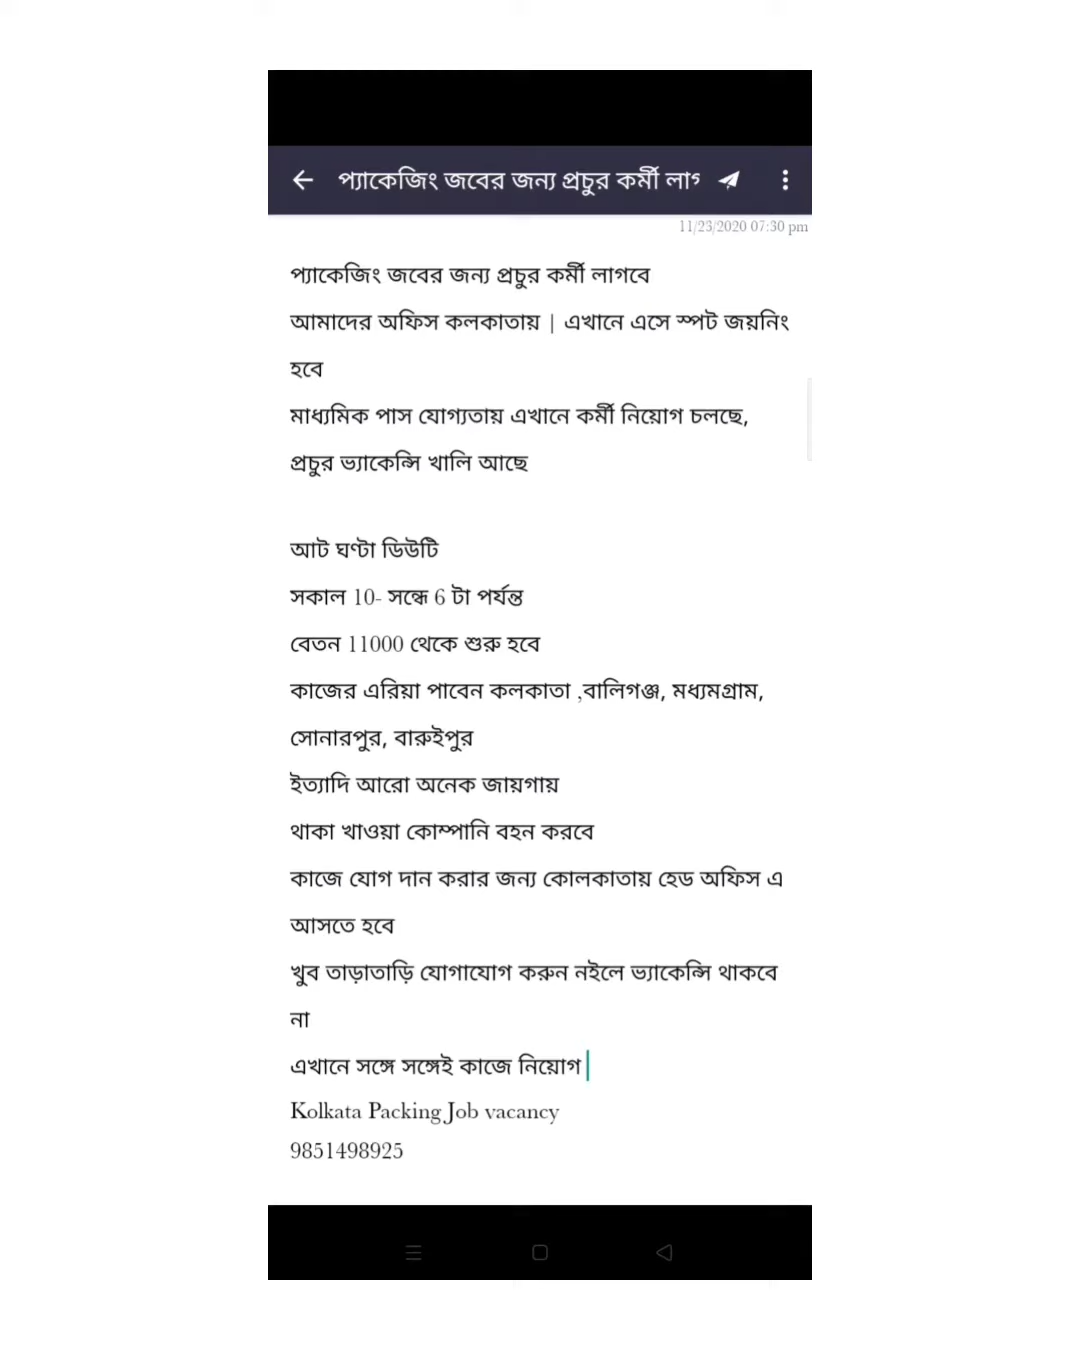 প্যাকেজিং জবের জন্য প্রচুর কর্মী লাগ
11/23/2020 07:30 pm
প্যাকেজিং জবের জন্য প্রচুর কর্মী লাগবে
আমাদের অফিস কলকাতায় | এখানে এসে স্পট জয়নিং
হবে
মাধ্যমিক পাস যোগ্যতায় এখানে কর্মী নিয়োগ চলছে,
প্রচুর ভ্যাকেন্সি খালি আছে
আট ঘণ্টা ডিউটি
সকাল 10- সন্ধে 6 টা পর্যন্ত
বেতন 11000 থেকে শুরু হবে
কাজের এরিয়া পাবেন কলকাতা ,বালিগঞ্জ, মধ্যমগ্রাম,
সোনারপুর, বারুইপুর
ইত্যাদি আরো অনেক জায়গায়
থাকা খাওয়া কোম্পানি বহন করবে
কাজে যোগ দান করার জন্য কোলকাতায় হেড অফিস এ
আসতে হবে
খুব তাড়াতাড়ি যোগাযোগ করুন নইলে ভ্যাকেন্সি থাকবে
না
এখানে সঙ্গে সঙ্গেই কাজে নিয়োগ
Kolkata Packing Job vacancy
9851498925